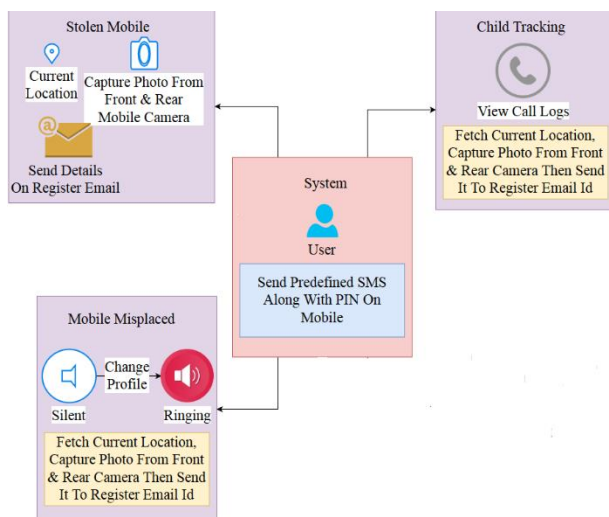 Stolen Mobile
Current
Location
Capture Photo From
Front & Rear
Mobile Camera
@
Send Details
On Register Email
Child Tracking
View Call Logs
Fetch Current Location,
Capture Photo From Front
& Rear Camera Then Send
It To Register Email Id
System
User
Send Predefined SMS
Along With PIN On
Mobile
Mobile Misplaced
Change
Profile
Silent
Ringing
Fetch Current Location,
Capture Photo From Front
& Rear Camera Then Send
It To Register Email Id